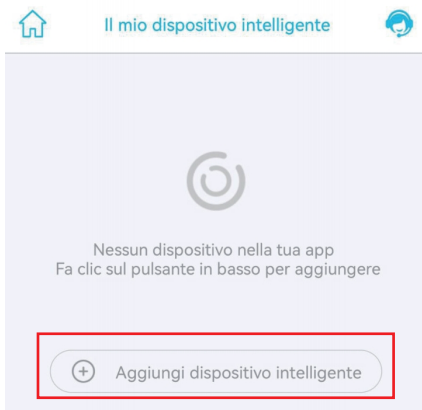 Il mio dispositivo intelligente
Nessun dispositivo nella tua app
Fa clic sul pulsante in basso per aggiungere
Aggiungi dispositivo intelligente